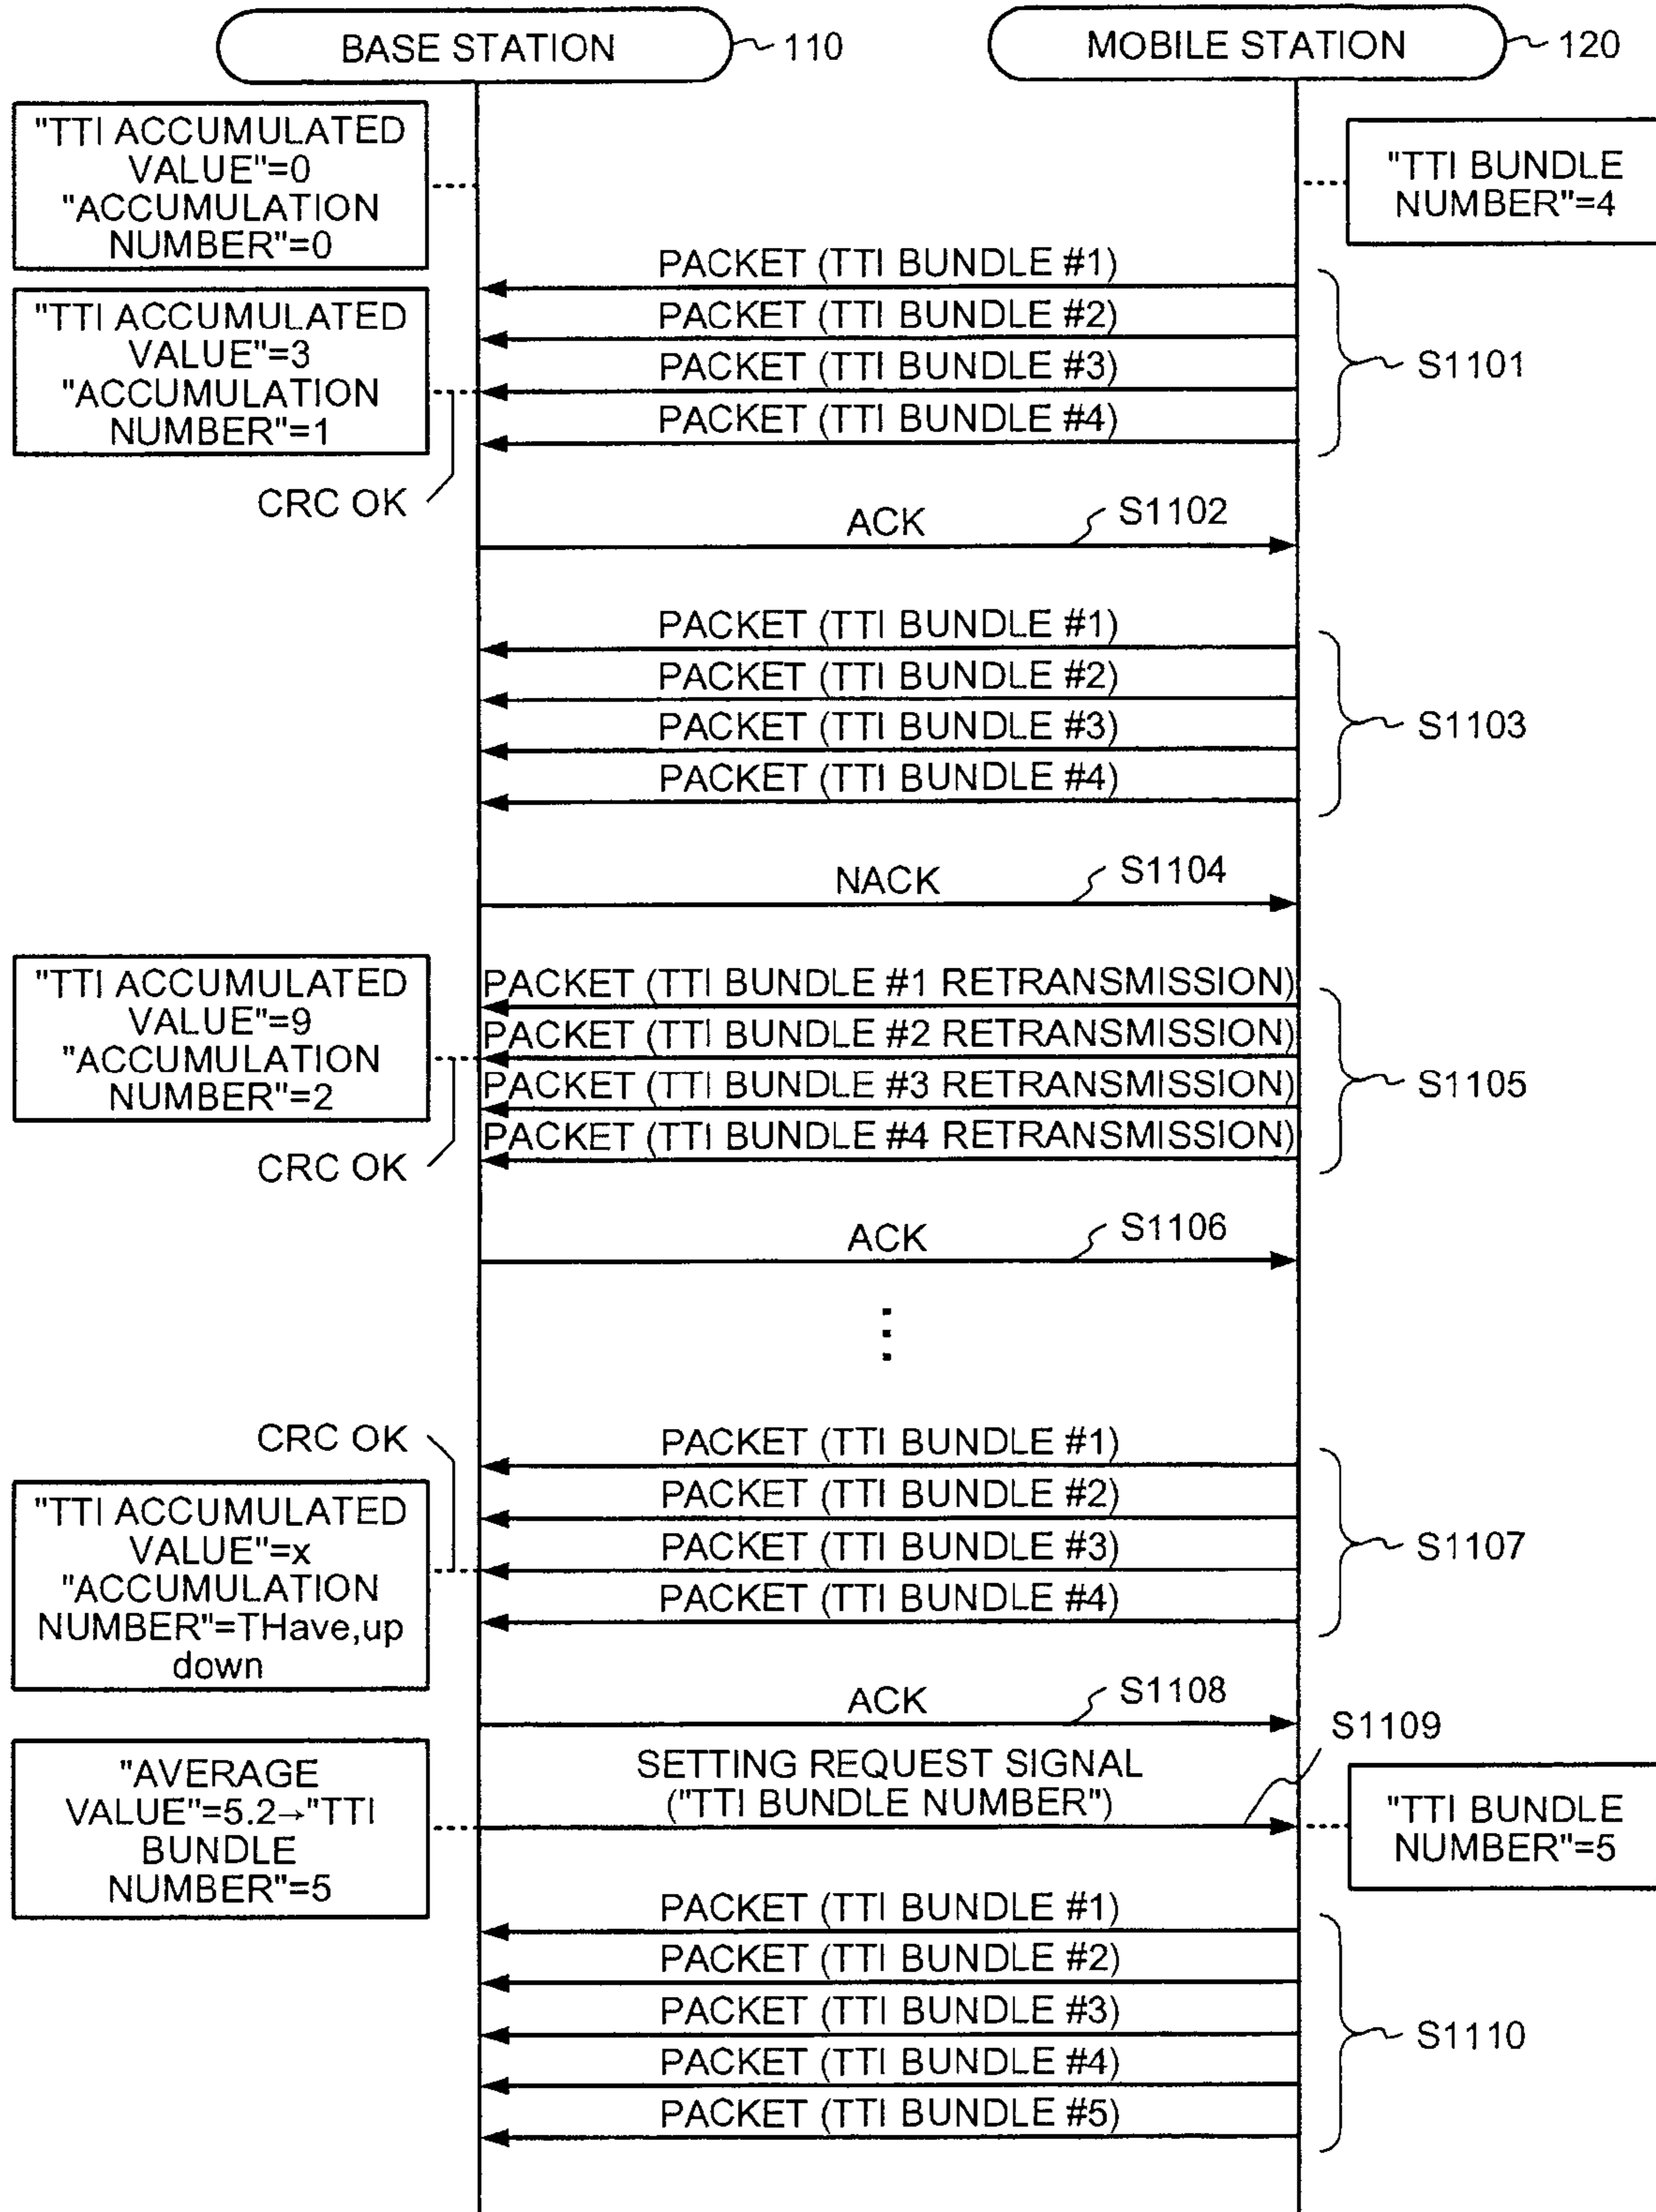 BASE STATION
110
MOBILE STATION
120
"TTI ACCUMULATED
VALUE"=0
"ACCUMULATION
NUMBER"=0
"TTI BUNDLE
NUMBER"=4
PACKET (TTI BUNDLE #1)
PACKET (TTI BUNDLE #2)
PACKET (TTI BUNDLE #3)
PACKET (TTI BUNDLE #4)
S1101
"TTI ACCUMULATED
VALUE"=3
"ACCUMULATION
NUMBER"=1
CRC OK
ACK
S1102
PACKET (TTI BUNDLE #1)
PACKET (TTI BUNDLE #2)
PACKET (TTI BUNDLE #3)
PACKET (TTI BUNDLE #4)
S1103
NACK
S1104
"TTI ACCUMULATED
VALUE"=9
"ACCUMULATION
NUMBER"=2
CRC OK
PACKET (TTI BUNDLE #1 RETRANSMISSION)
PACKET (TTI BUNDLE #2 RETRANSMISSION)
PACKET (TTI BUNDLE #3 RETRANSMISSION)
PACKET (TTI BUNDLE #4 RETRANSMISSION)
S1105
ACK
S1106
CRC OK
PACKET (TTI BUNDLE #1)
PACKET (TTI BUNDLE #2)
PACKET (TTI BUNDLE #3)
PACKET (TTI BUNDLE #4)
S1107
"TTI ACCUMULATED
VALUE"=x
"ACCUMULATION
NUMBER"=THave,up
down
ACK
S1108
S1109
"AVERAGE
VALUE"=5.2→"TTI
BUNDLE
NUMBER"=5
SETTING REQUEST SIGNAL
("TTI BUNDLE NUMBER")
"TTI BUNDLE
NUMBER"=5
PACKET (TTI BUNDLE #1)
PACKET (TTI BUNDLE #2)
PACKET (TTI BUNDLE #3)
PACKET (TTI BUNDLE #4)
PACKET (TTI BUNDLE #5)
S1110